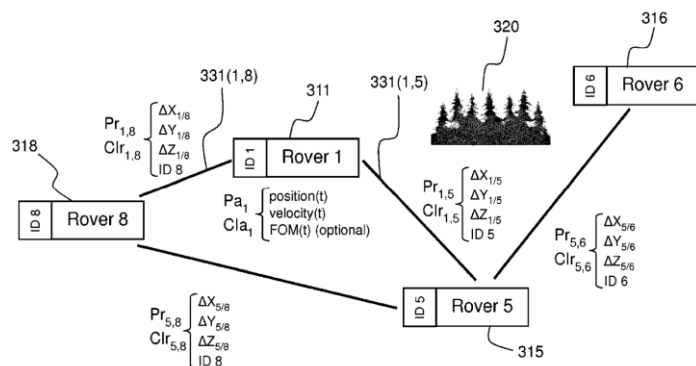 320
316
331(1,8)
311
331(1,5)
ID 6
Rover 6
Pr1,8
Clr1,8
ΔX1/8
ΔY1/8
ΔZ1/8
ID 8
318
ID 1
Rover 1
ID 8
Rover 8
Pa1
Cla1
position(t)
velocity(t)
FOM(t) (optional)
Pr1,5
Clr1,5
ΔX1/5
ΔY1/5
ΔZ1/5
ID 5
Pr5,6
Clr5,6
ΔX5/6
ΔY5/6
ΔZ5/6
ID 6
Pr5,8
Clr5,8
ΔX5/8
ΔY5/8
ΔZ5/8
ID 8
ID 5
Rover 5
315